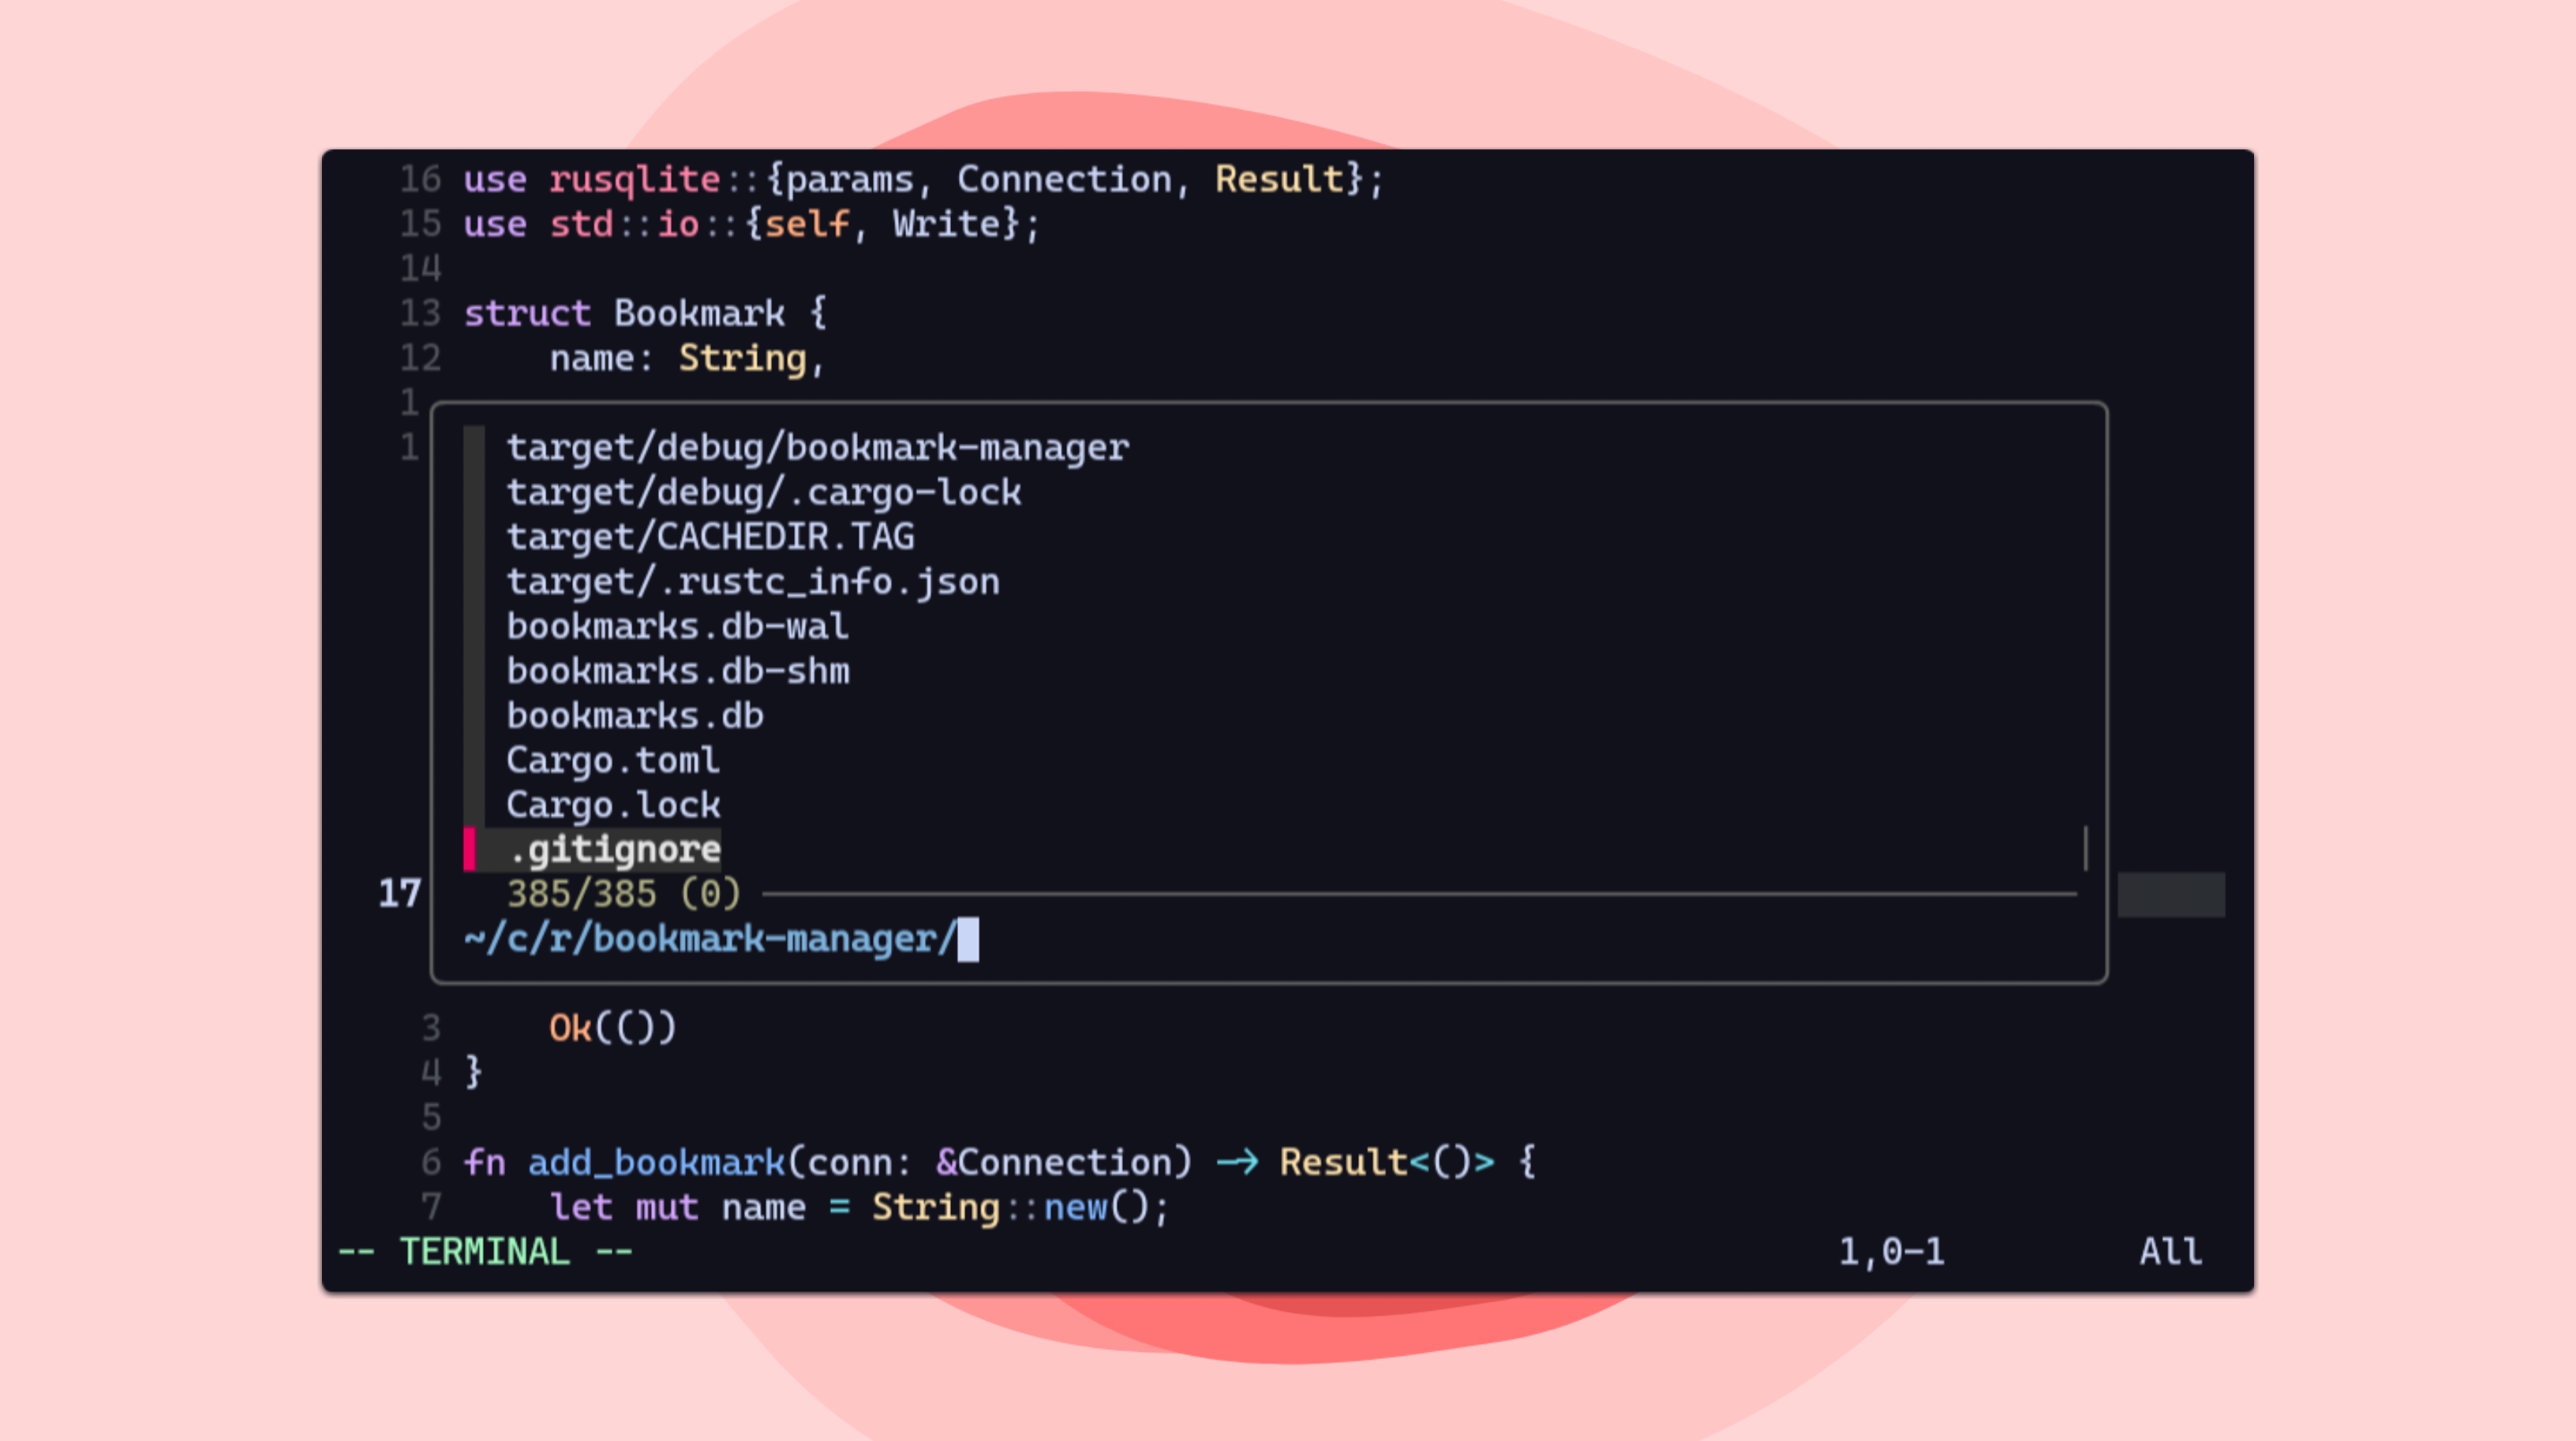 16 use rusqlite::{params, Connection, Result};
15 use std::io::{self, Write};
14
13 struct Bookmark {
12     name: String,
1
1 target/debug/bookmark-manager
target/debug/.cargo-lock
target/CACHEDIR.TAG
target/.rustc_info.json
bookmarks.db-wal
bookmarks.db-shm
bookmarks.db
Cargo.toml
Cargo.lock
.gitignore
17 385/385 (0)
~/c/r/bookmark-manager/
3     Ok(())
4 }
5
6 fn add_bookmark(conn: &Connection) -> Result<()> {
7     let mut name = String::new();
-- TERMINAL -- 1,0-1 All